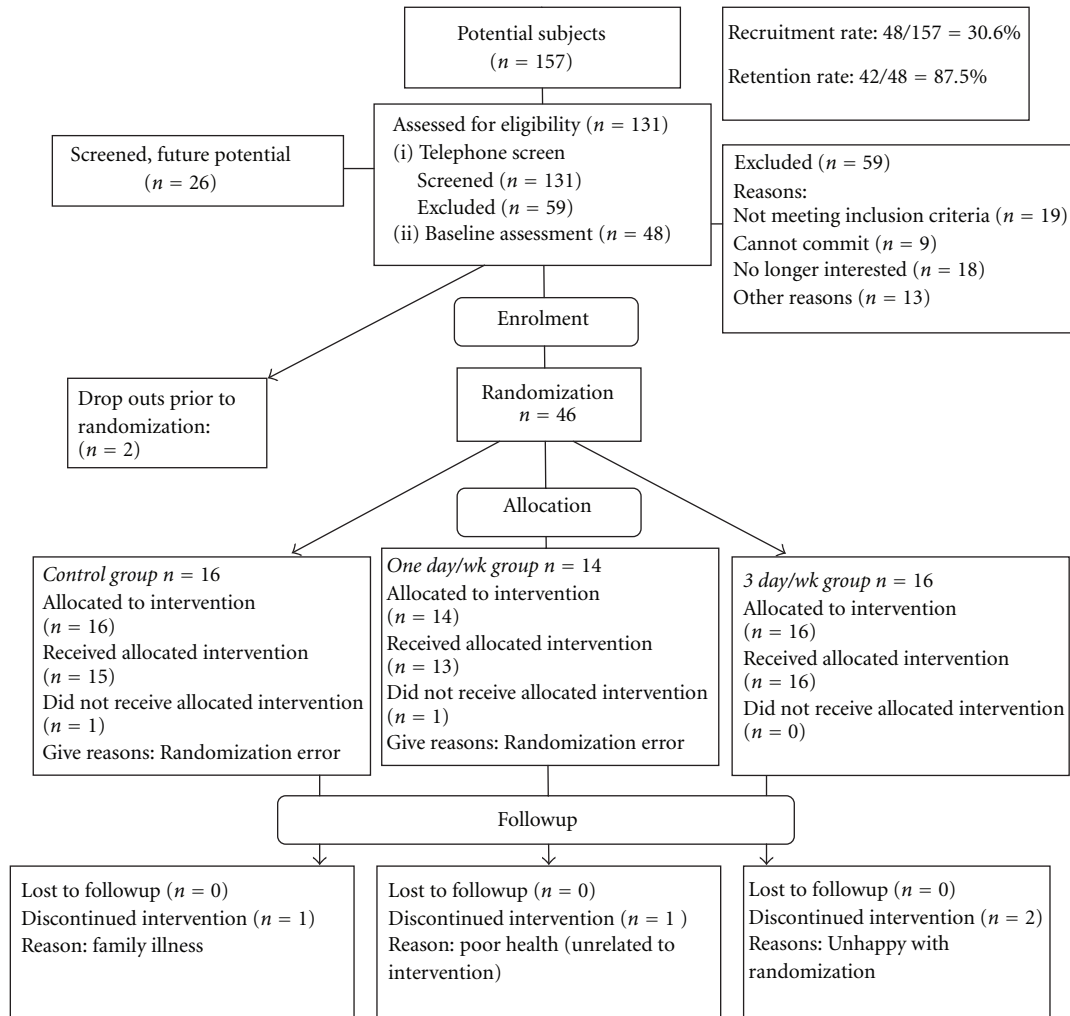 Potential subjects
(n = 157)
Recruitment rate: 48/157 = 30.6%
Retention rate: 42/48 = 87.5%
Assessed for eligibility (n = 131)
(i) Telephone screen
Screened (n = 131)
Excluded (n = 59)
(ii) Baseline assessment (n = 48)
Screened, future potential
(n = 26)
Excluded (n = 59)
Reasons:
Not meeting inclusion criteria (n = 19)
Cannot commit (n = 9)
No longer interested (n = 18)
Other reasons (n = 13)
Enrolment
Drop outs prior to
randomization:
(n = 2)
Randomization
n = 46
Allocation
Control group n = 16
Allocated to intervention
(n = 16)
Received allocated intervention
(n = 15)
Did not receive allocated intervention
(n = 1)
Give reasons: Randomization error
One day/wk group n = 14
Allocated to intervention
(n = 14)
Received allocated intervention
(n = 13)
Did not receive allocated intervention
(n = 1)
Give reasons: Randomization error
3 day/wk group n = 16
Allocated to intervention
(n = 16)
Received allocated intervention
(n = 16)
Did not receive allocated intervention
(n = 0)
Followup
Lost to followup (n = 0)
Discontinued intervention (n = 1)
Reason: family illness
Lost to followup (n = 0)
Discontinued intervention (n = 1 )
Reason: poor health (unrelated to
intervention)
Lost to followup (n = 0)
Discontinued intervention (n = 2)
Reasons: Unhappy with
randomization